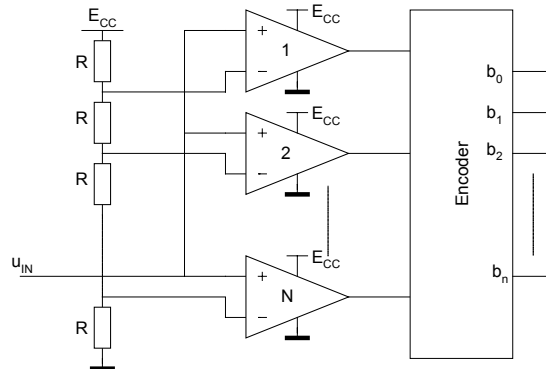 E_CC
R
R
R
R
u_IN
+
−
1
E_CC
+
−
2
E_CC
+
−
N
E_CC
Encoder
b_0
b_1
b_2
b_n